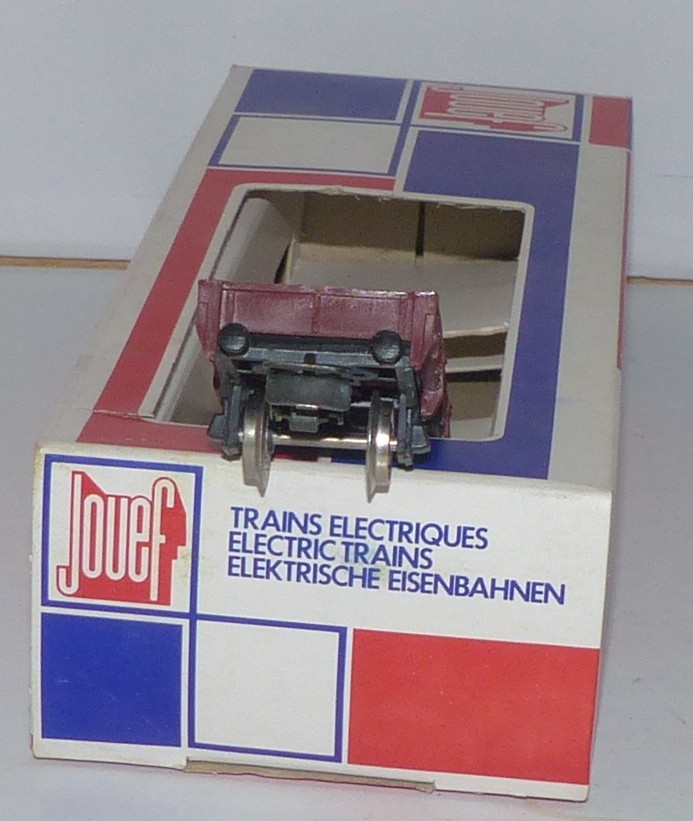 Jouef
Jouef
TRAINS ELECTRIQUES
ELECTRIC TRAINS
ELEKTRISCHE EISENBAHNEN